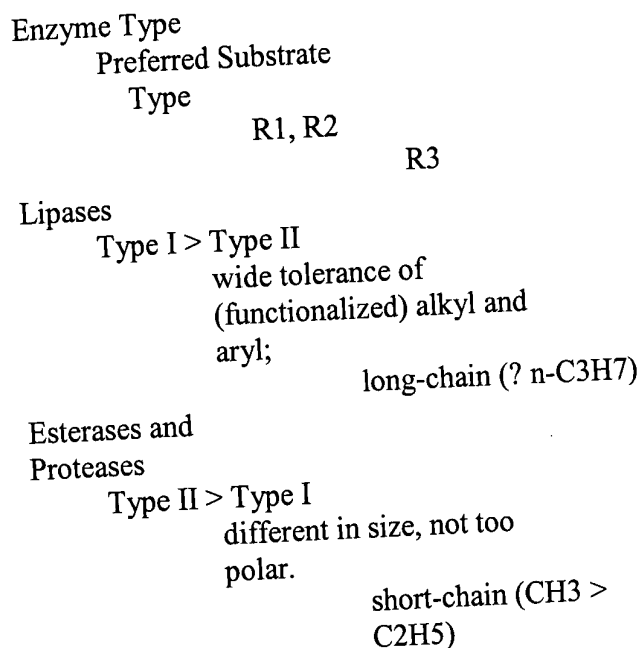 Enzyme Type
Preferred Substrate
Type
R1, R2
R3
Lipases
Type I > Type II
wide tolerance of
(functionalized) alkyl and
aryl;
long-chain (? n-C3H7)
Esterases and
Proteases
Type II > Type I
different in size, not too
polar.
short-chain (CH3 >
C2H5)